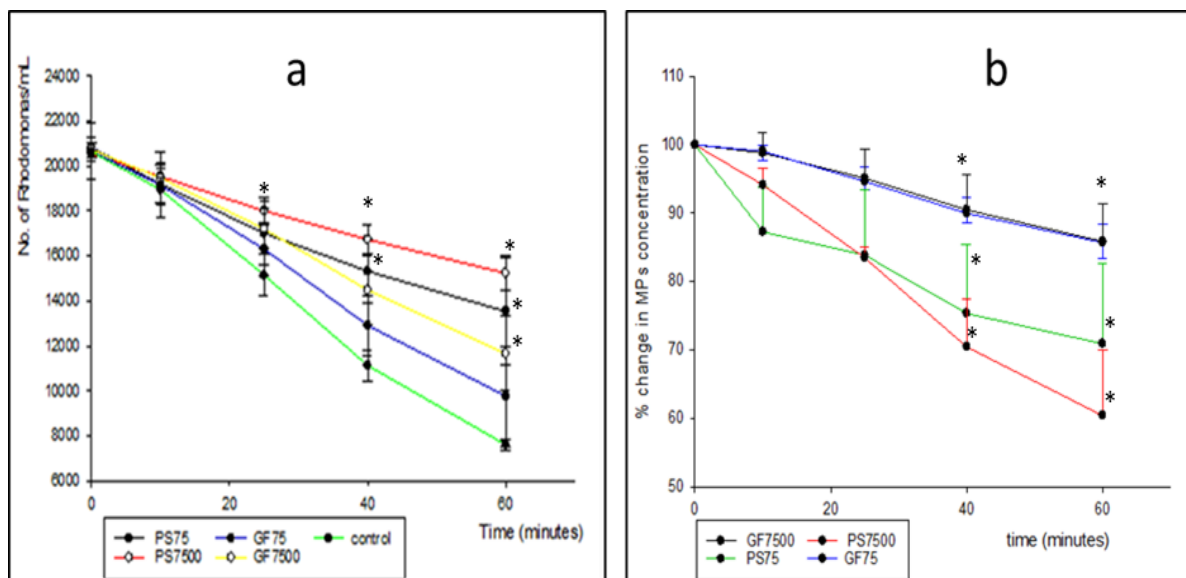 a
No. of Rhodomonas/mL
24000
22000
20000
18000
16000
14000
12000
10000
8000
6000
0
20
40
60
Time (minutes)
* * * * * *
PS75 GF75 control
PS7500 GF7500
b
% change in MPs concentration
110
100
90
80
70
60
50
0
20
40
60
time (minutes)
* * * * * *
GF7500 PS7500
PS75 GF75